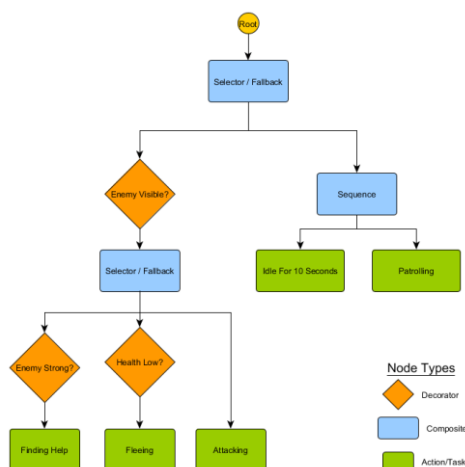 Root
Selector / Fallback
Enemy Visible?
Sequence
Selector / Fallback
Idle For 10 Seconds
Patrolling
Enemy Strong?
Health Low?
Finding Help
Fleeing
Attacking
Node Types
Decorator
Composite
Action/Task